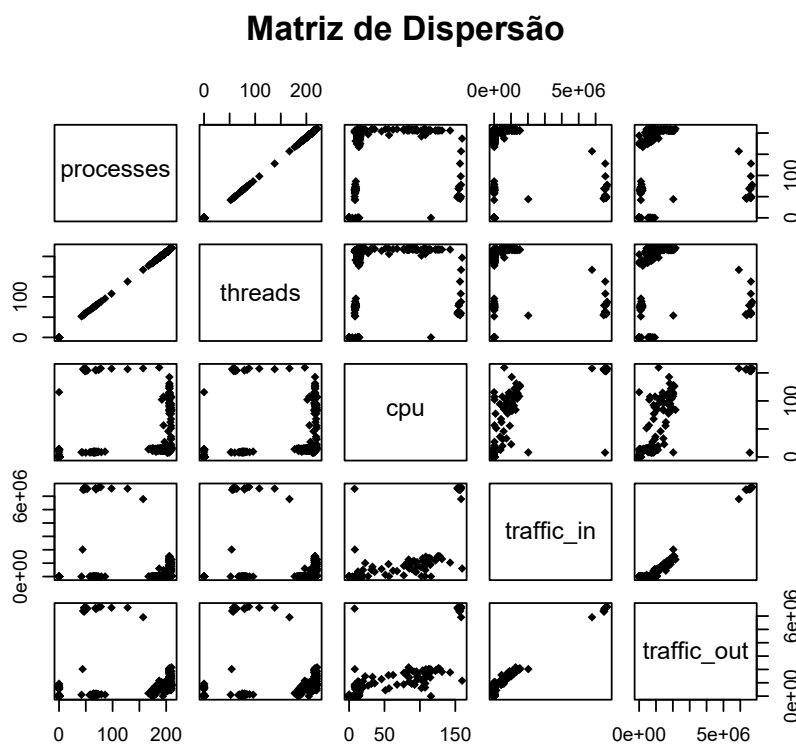 Matriz de Dispersão
0 100 200
0e+00 5e+06
processes
100
0
threads
100
0
cpu
100
0
0e+00 6e+06
traffic_in
traffic_out
0e+00 6e+06
0 100 200
0 50 150
0e+00 5e+06